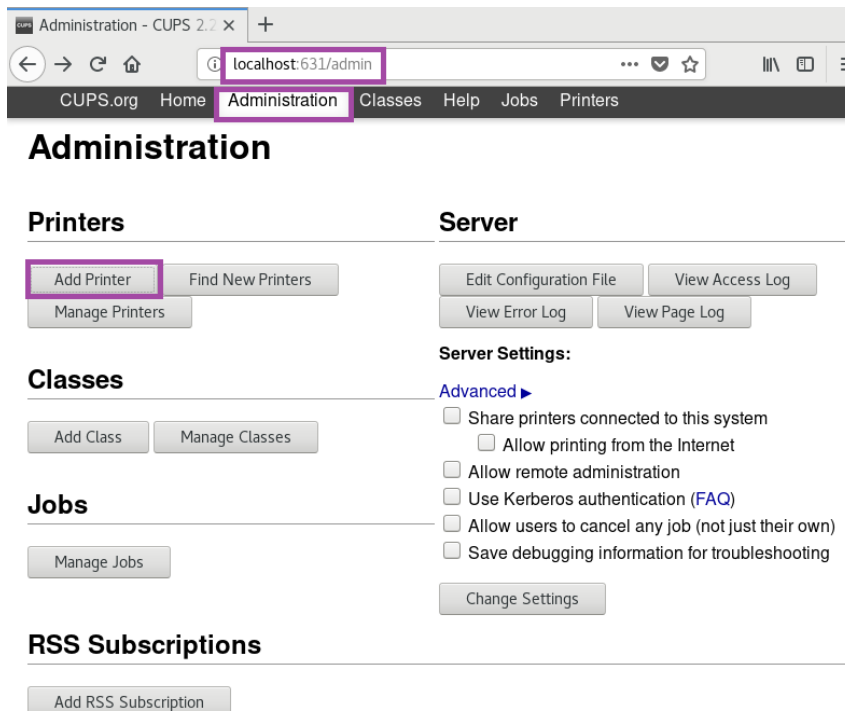 Administration - CUPS 2.2
localhost:631/admin
CUPS.org Home Administration Classes Help Jobs Printers
Administration
Printers
Add Printer Find New Printers
Manage Printers
Classes
Add Class Manage Classes
Jobs
Manage Jobs
Server
Edit Configuration File View Access Log
View Error Log View Page Log
Server Settings:
Advanced ▶
Share printers connected to this system
Allow printing from the Internet
Allow remote administration
Use Kerberos authentication (FAQ)
Allow users to cancel any job (not just their own)
Save debugging information for troubleshooting
Change Settings
RSS Subscriptions
Add RSS Subscription